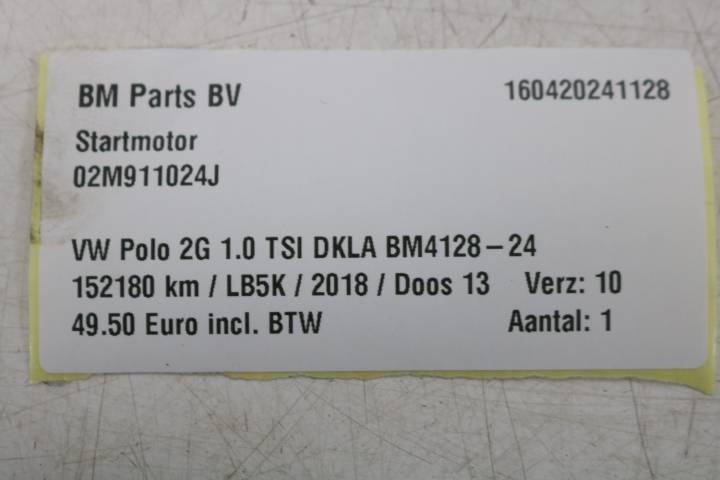 BM Parts BV 160420241128
Startmotor
02M911024J
VW Polo 2G 1.0 TSI DKLA BM4128-24
152180 km / LB5K / 2018 / Doos 13 Verz: 10
49.50 Euro incl. BTW Aantal: 1